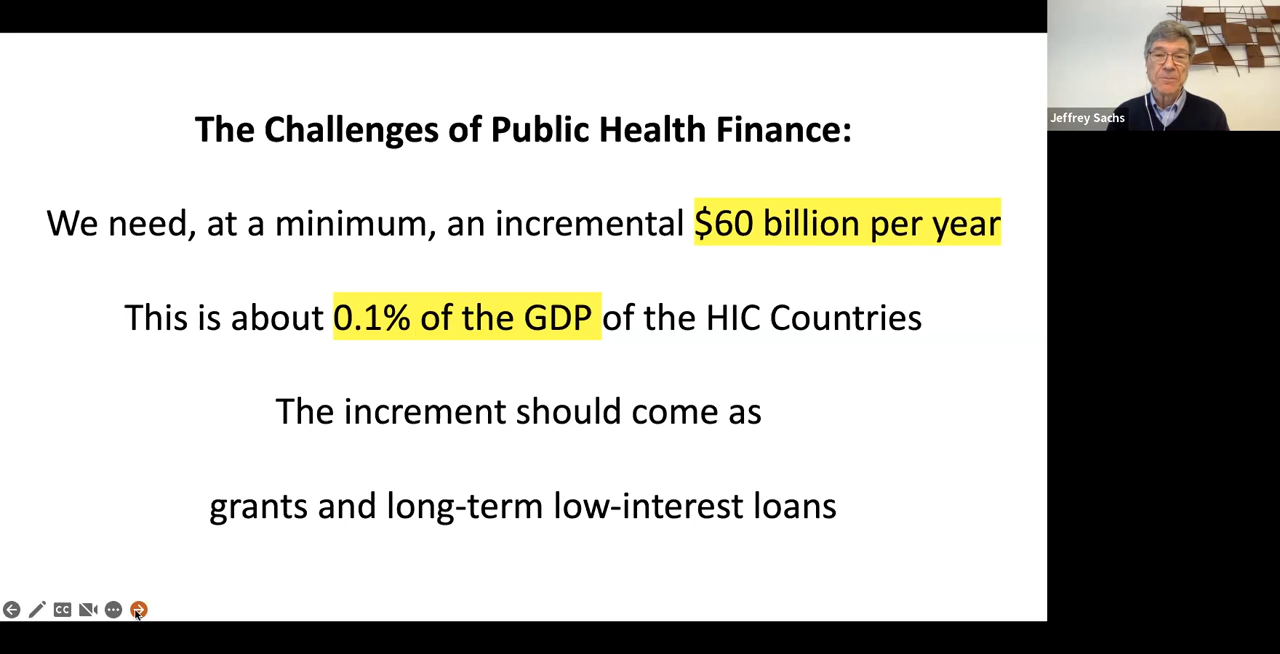 The Challenges of Public Health Finance:
We need, at a minimum, an incremental $60 billion per year
This is about 0.1% of the GDP of the HIC Countries
The increment should come as
grants and long-term low-interest loans
Jeffrey Sachs
CC